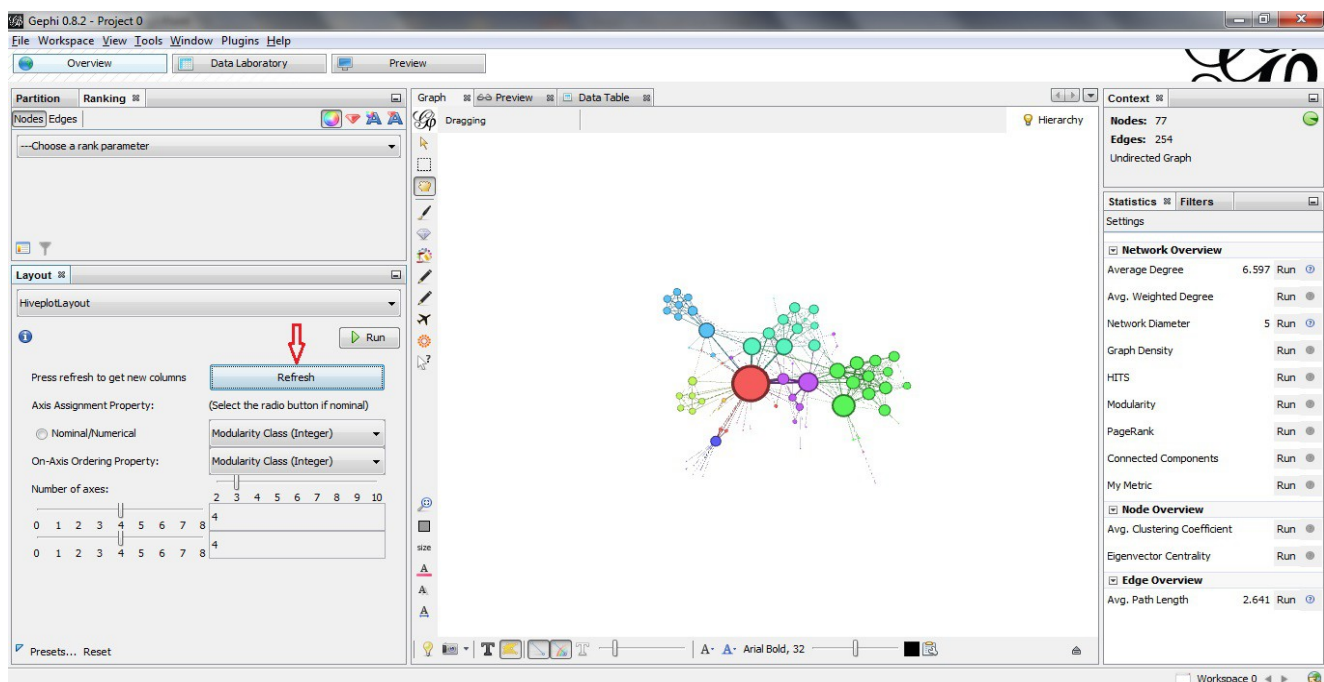 Gephi 0.8.2 - Project 0
File Workspace View Tools Window Plugins Help
Overview Data Laboratory Preview
Partition Ranking
Nodes Edges
---Choose a rank parameter
Layout
HiveplotLayout
Run
Press refresh to get new columns Refresh
Axis Assignment Property: (Select the radio button if nominal)
Nominal/Numerical Modularity Class (Integer)
On-Axis Ordering Property: Modularity Class (Integer)
Number of axes:
2 3 4 5 6 7 8 9 10
0 1 2 3 4 5 6 7 8 4
0 1 2 3 4 5 6 7 8 4
Presets... Reset
Graph Preview Data Table
Dragging Hierarchy
size
A
A
A
T T A- A- Arial Bold, 32
Context
Nodes: 77
Edges: 254
Undirected Graph
Statistics Filters
Settings
Network Overview
Average Degree 6.597 Run
Avg. Weighted Degree Run
Network Diameter 5 Run
Graph Density Run
HITS Run
Modularity Run
PageRank Run
Connected Components Run
My Metric Run
Node Overview
Avg. Clustering Coefficient Run
Eigenvector Centrality Run
Edge Overview
Avg. Path Length 2.641 Run
Workspace 0